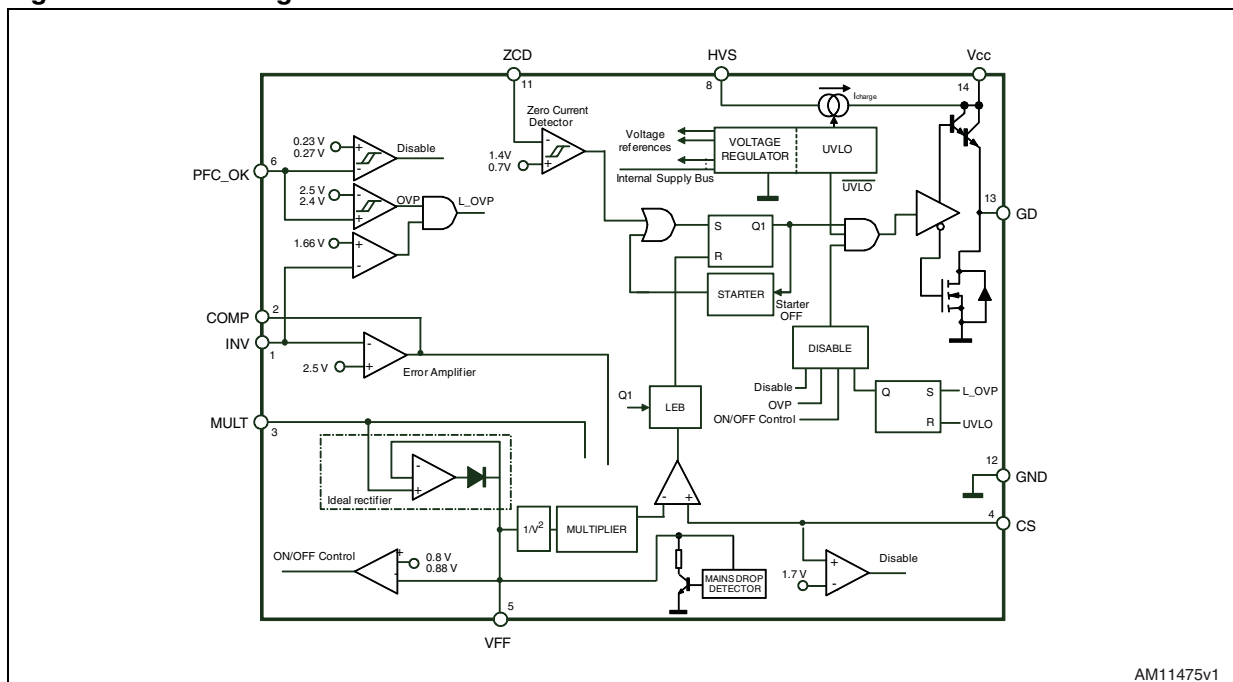 ZCD
HVS
Vcc
11
8
14
Icharge
Zero Current
Detector
1.4V
0.7V
Voltage
references
VOLTAGE
REGULATOR
UVLO
Internal Supply Bus
UVLO
0.23 V
0.27 V
Disable
6
PFC_OK
2.5 V
2.4 V
OVP
L_OVP
1.66 V
13
GD
S
Q1
R
STARTER
Starter
OFF
2
COMP
INV
1
2.5 V
Error Amplifier
DISABLE
Disable
OVP
ON/OFF Control
Q
S
R
L_OVP
UVLO
Q1
LEB
MULT
3
Ideal rectifier
12
GND
4
CS
1/V2
MULTIPLIER
ON/OFF Control
0.8 V
0.88 V
MAINS DROP
DETECTOR
1.7 V
Disable
5
VFF
AM11475v1